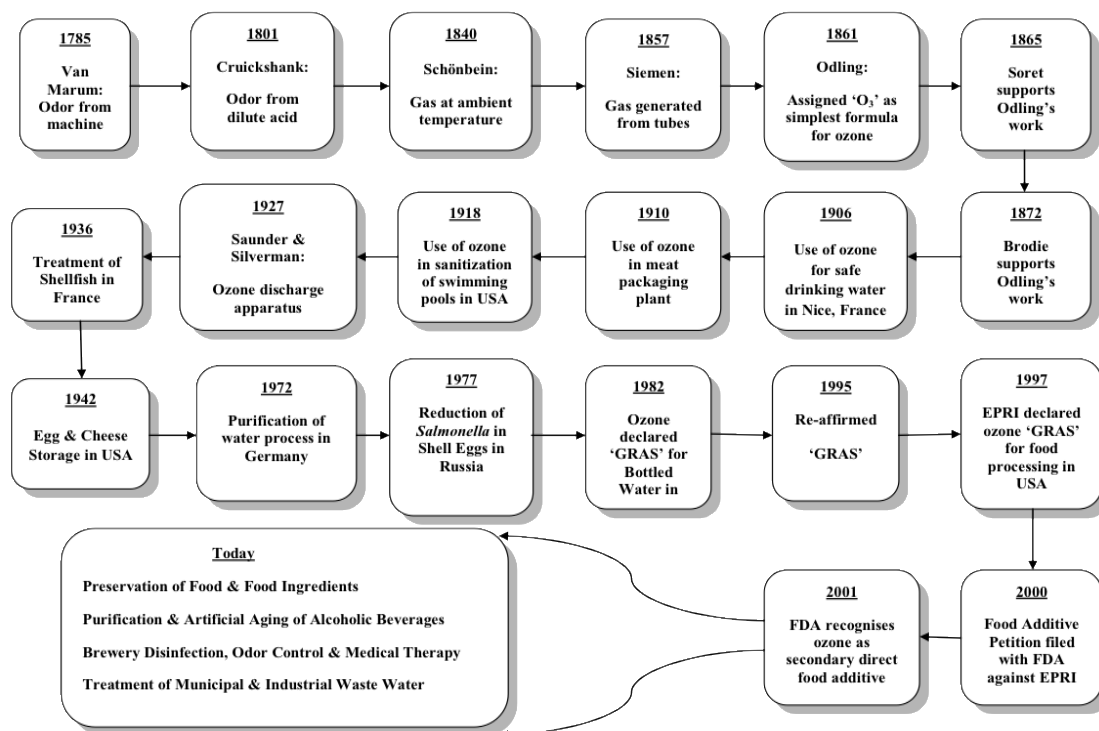 1785
Van
Marum:
Odor from
machine
1801
Cruickshank:
Odor from
dilute acid
1840
Schönbein:
Gas at ambient
temperature
1857
Siemen:
Gas generated
from tubes
1861
Odling:
Assigned ‘O₃’ as
simplest formula
for ozone
1865
Soret
supports
Odling’s
work
1872
Brodie
supports
Odling’s
work
1906
Use of ozone
for safe
drinking water
in Nice, France
1910
Use of ozone
in meat
packaging
plant
1918
Use of ozone
in sanitization
of swimming
pools in USA
1927
Saunder &
Silverman:
Ozone discharge
apparatus
1936
Treatment of
Shellfish in
France
1942
Egg & Cheese
Storage in USA
1972
Purification of
water process in
Germany
1977
Reduction of
Salmonella in
Shell Eggs in
Russia
1982
Ozone
declared
‘GRAS’ for
Bottled
Water in
1995
Re-affirmed
‘GRAS’
1997
EPRI declared
ozone ‘GRAS’
for food
processing in
USA
2000
Food Additive
Petition filed
with FDA
against EPRI
2001
FDA recognises
ozone as
secondary direct
food additive
Today
Preservation of Food & Food Ingredients
Purification & Artificial Aging of Alcoholic Beverages
Brewery Disinfection, Odor Control & Medical Therapy
Treatment of Municipal & Industrial Waste Water